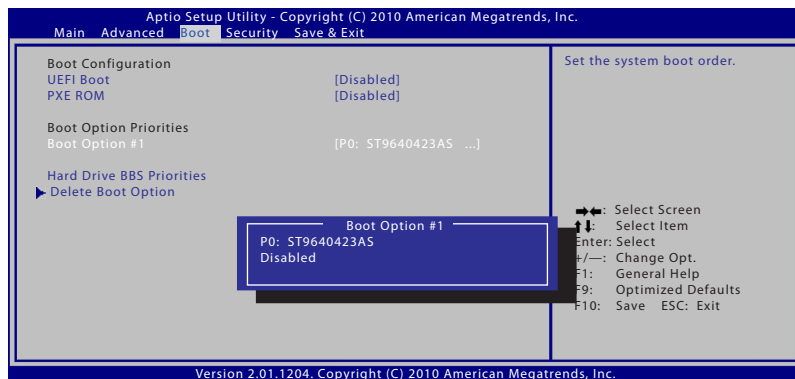 Aptio Setup Utility - Copyright (C) 2010 American Megatrends, Inc.
Main Advanced Boot Security Save & Exit
Boot Configuration
UEFI Boot [Disabled]
PXE ROM [Disabled]
Boot Option Priorities
Boot Option #1 [P0: ST9640423AS ...]
Hard Drive BBS Priorities
Delete Boot Option
Set the system boot order.
Boot Option #1
P0: ST9640423AS
Disabled
→←: Select Screen
↑↓: Select Item
Enter: Select
+/—: Change Opt.
F1: General Help
F9: Optimized Defaults
F10: Save ESC: Exit
Version 2.01.1204. Copyright (C) 2010 American Megatrends, Inc.